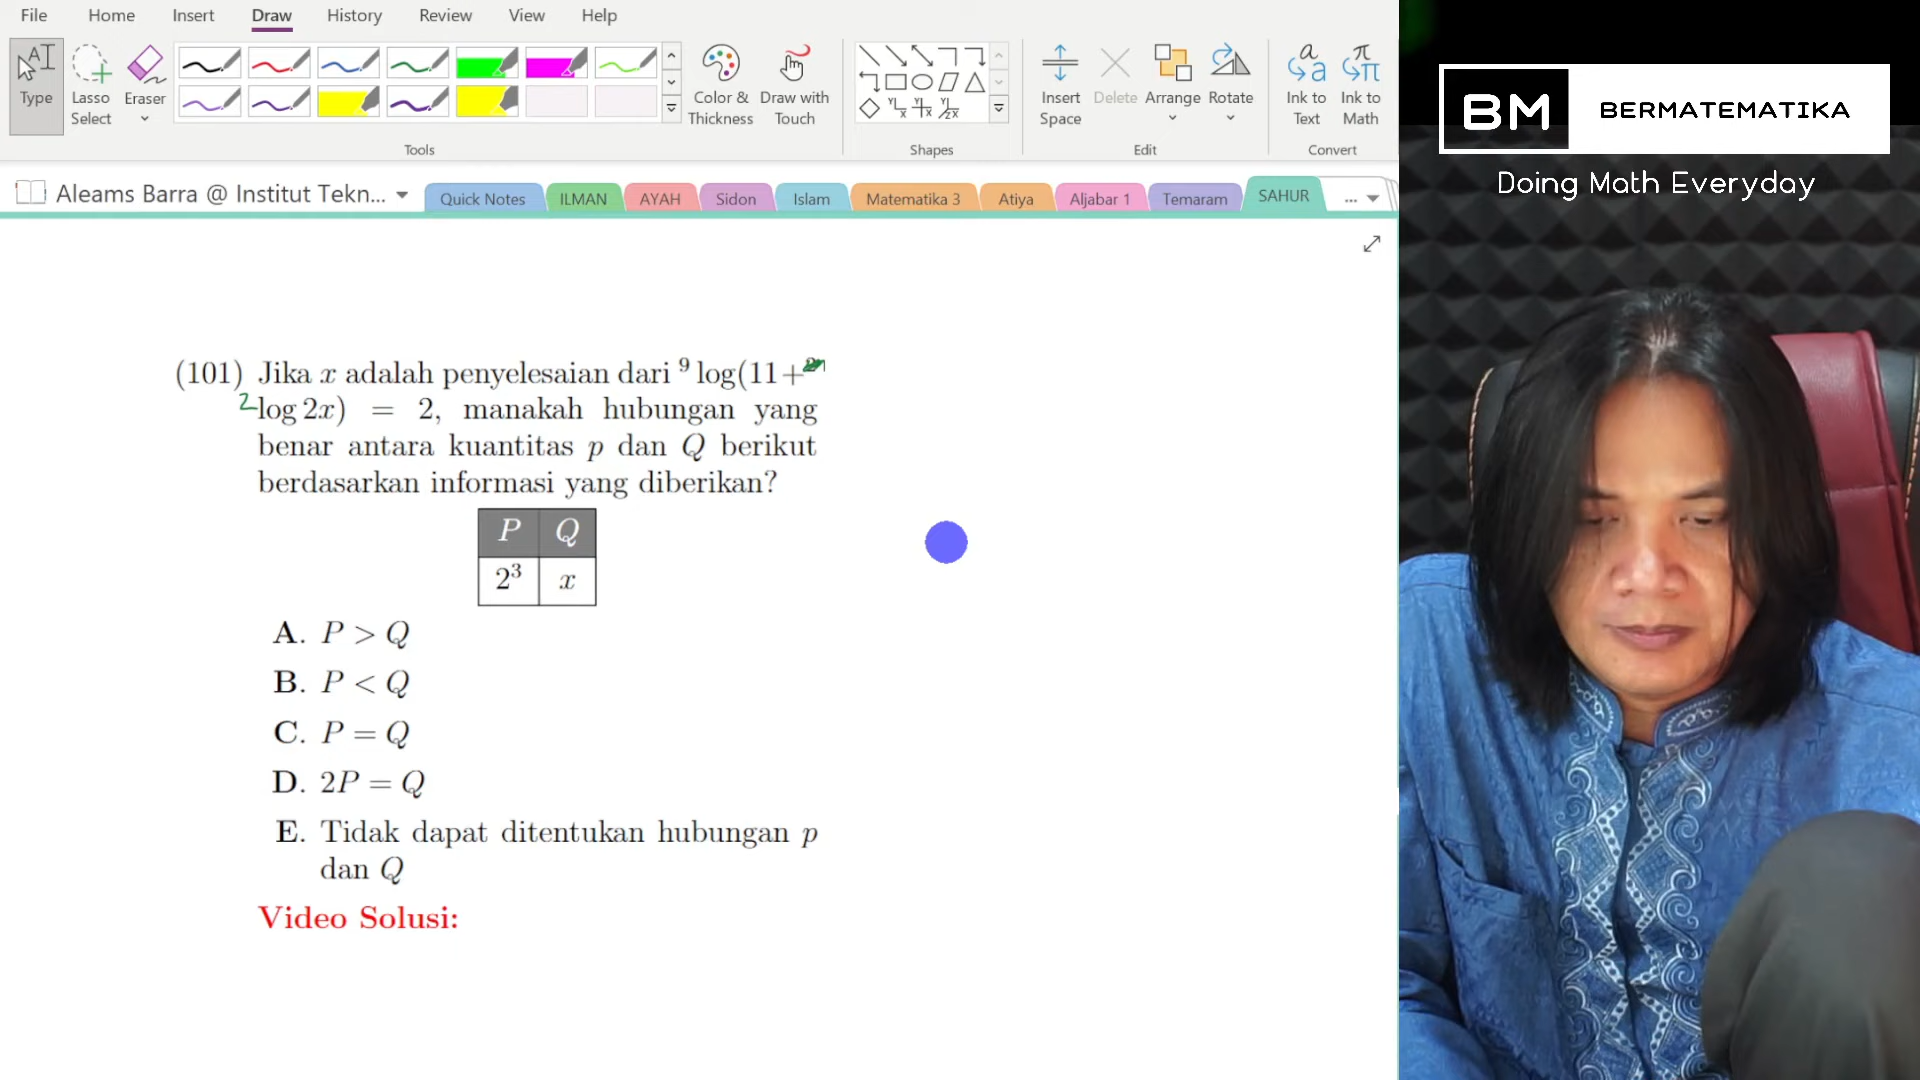 File Home Insert Draw History Review View Help
Type Lasso Select Eraser Color & Thickness Draw with Touch Insert Space Delete Arrange Rotate Ink to Text Ink to Math
Tools Shapes Edit Convert
Aleams Barra @ Institut Tekn... Quick Notes ILMAN AYAH Sidon Islam Matematika 3 Atiya Aljabar 1 Temaram SAHUR ...
BM BERMATEMATIKA
Doing Math Everyday
(101) Jika x adalah penyelesaian dari ⁹ log(11+
2 log 2x) = 2, manakah hubungan yang
benar antara kuantitas p dan Q berikut
berdasarkan informasi yang diberikan?
P Q
2³ x
A. P > Q
B. P < Q
C. P = Q
D. 2P = Q
E. Tidak dapat ditentukan hubungan p
dan Q
Video Solusi: